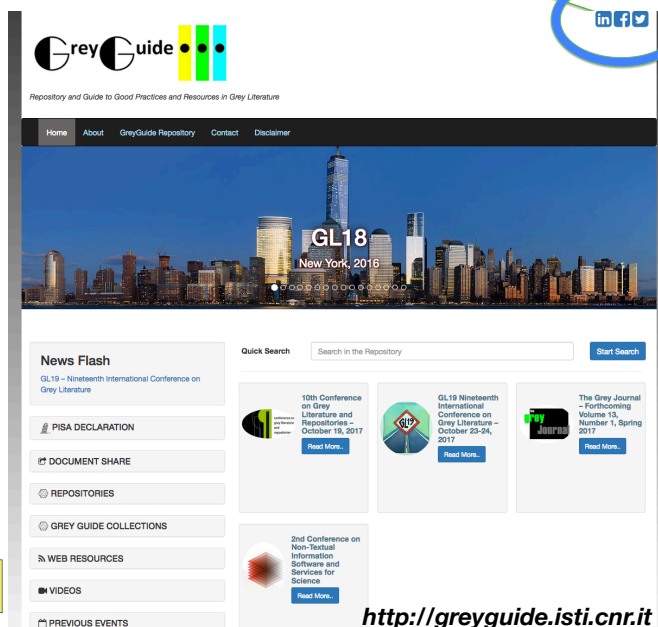 GreyGuide
Repository and Guide to Good Practices and Resources in Grey Literature
Home About GreyGuide Repository Contact Disclaimer
GL18
New York, 2016
News Flash
GL19 – Nineteenth International Conference on
Grey Literature
PISA DECLARATION
DOCUMENT SHARE
REPOSITORIES
GREY GUIDE COLLECTIONS
WEB RESOURCES
VIDEOS
PREVIOUS EVENTS
Quick Search Search in the Repository Start Search
10th Conference
on Grey
Literature and
Repositories –
October 19, 2017
Read More..
GL19
GL19 Nineteenth
International
Conference on
Grey Literature –
October 23-24,
2017
Read More..
grey
Journal
The Grey Journal
– Forthcoming
Volume 13,
Number 1, Spring
2017
Read More..
2nd Conference on
Non-Textual
Information
Software and
Services for
Science
Read More..
http://greyguide.isti.cnr.it